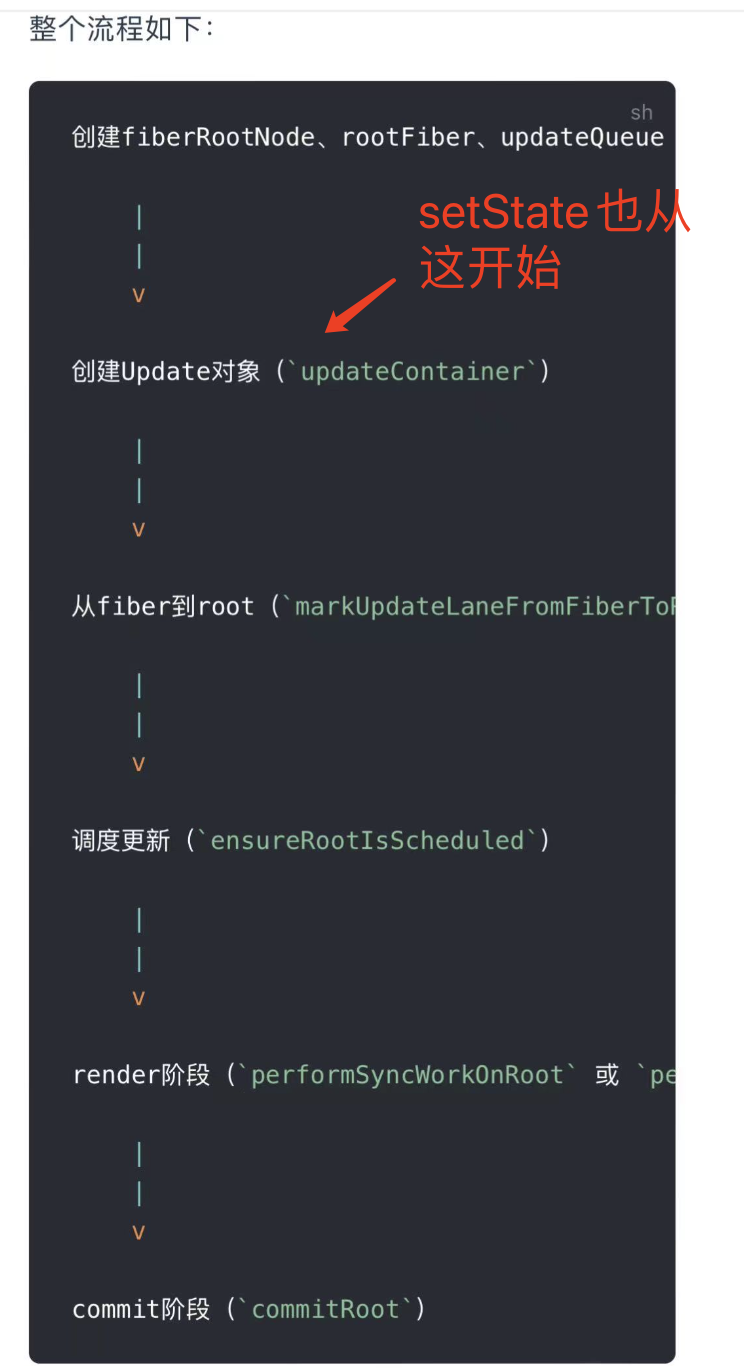 整个流程如下：
sh
创建fiberRootNode、rootFiber、updateQueue
|
|
v
setState 也从
这开始
创建Update对象（`updateContainer`）
|
|
v
从fiber到root（`markUpdateLaneFromFiberTo
|
|
v
调度更新（`ensureRootIsScheduled`）
|
|
v
render阶段（`performSyncWorkOnRoot` 或 `pe
|
|
v
commit阶段（`commitRoot`）